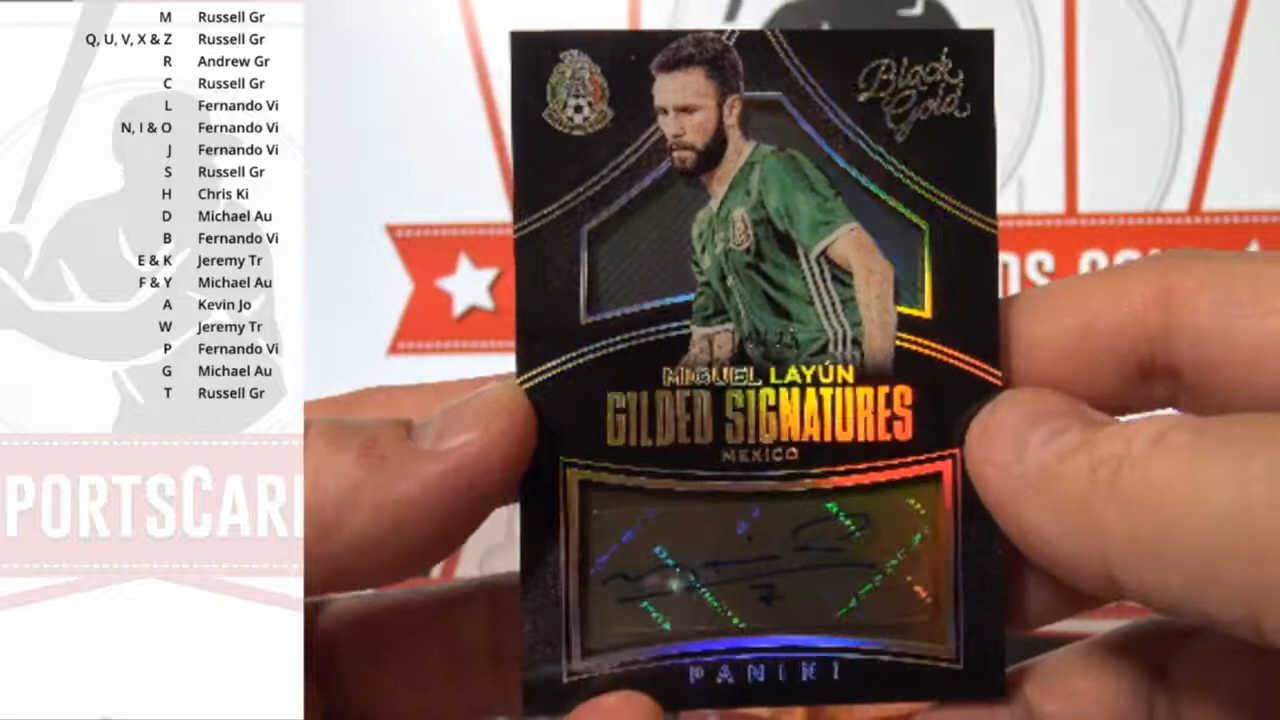 M Russell Gr
Q, U, V, X & Z Russell Gr
R Andrew Gr
C Russell Gr
L Fernando Vi
N, I & O Fernando Vi
J Fernando Vi
S Russell Gr
H Chris Ki
D Michael Au
B Fernando Vi
E & K Jeremy Tr
F & Y Michael Au
A Kevin Jo
W Jeremy Tr
P Fernando Vi
G Michael Au
T Russell Gr
PORTSCAR
Black
Gold
MIGUEL LAYÚN
GILDED SIGNATURES
MEXICO
7
PANINI